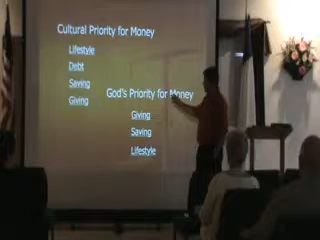 Cultural Priority for Money
Lifestyle
Debt
Saving
Giving
God's Priority for Money
Giving
Saving
Lifestyle